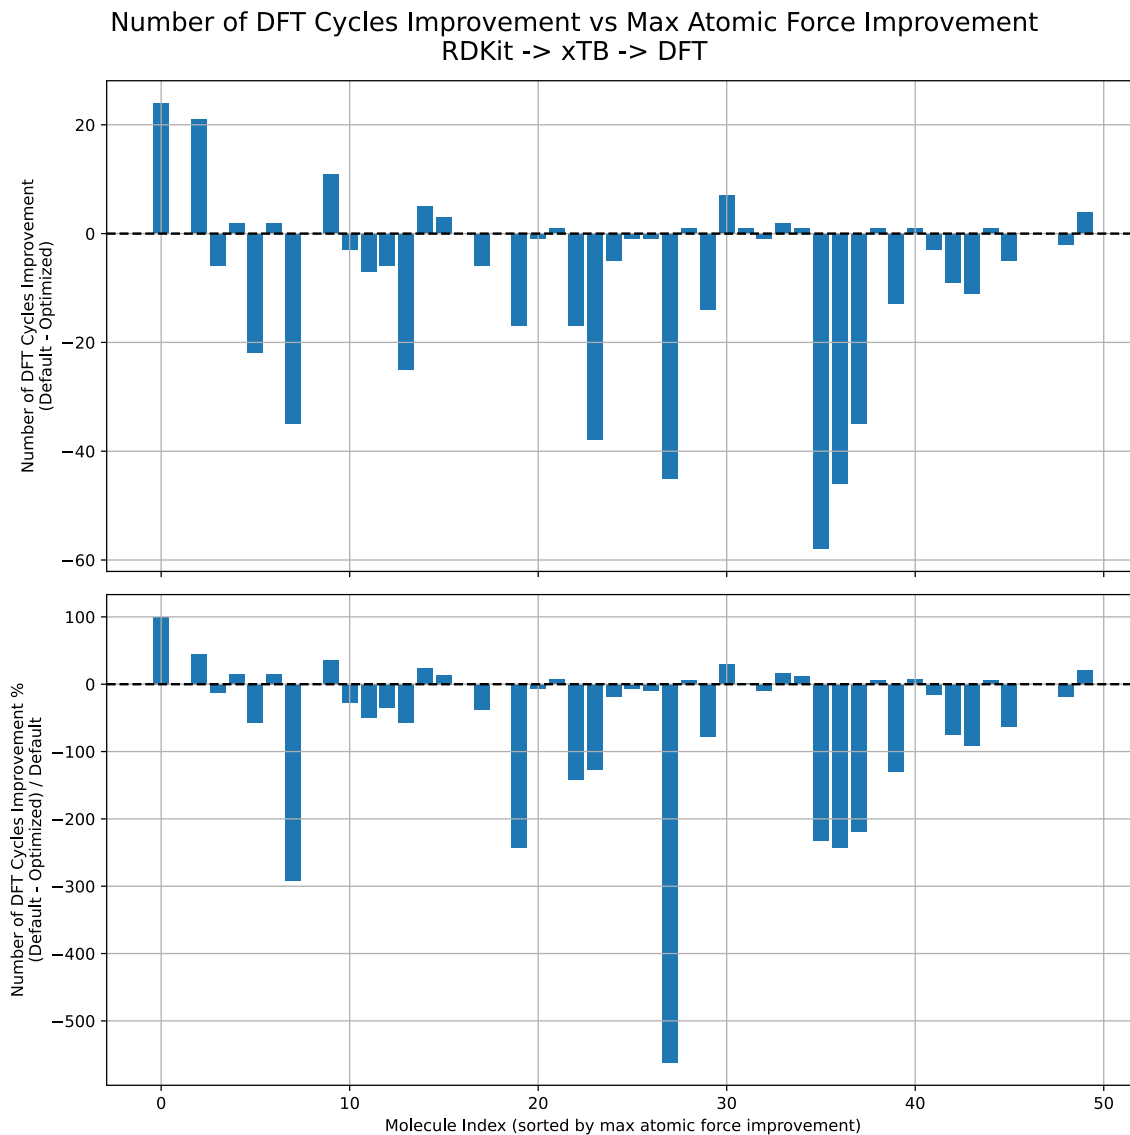 Number of DFT Cycles Improvement vs Max Atomic Force Improvement
RDKit -> xTB -> DFT
Number of DFT Cycles Improvement
(Default - Optimized)
20
0
−20
−40
−60
Number of DFT Cycles Improvement %
(Default - Optimized) / Default
100
0
−100
−200
−300
−400
−500
0
10
20
30
40
50
Molecule Index (sorted by max atomic force improvement)